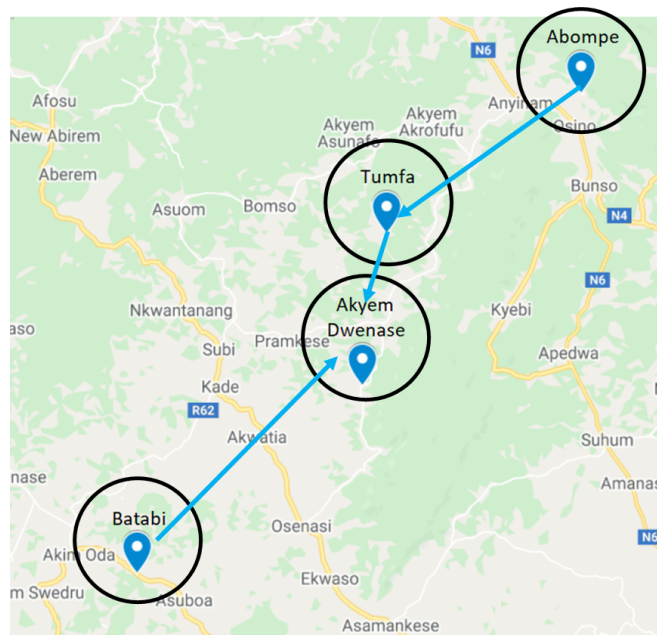 Abompe
N6
Afosu
Anyinam
Akyem
Akrofufu
Osino
Akyem
Asunafo
New Abirem
Tumfa
Aberem
Bunso
Bomso
Asuom
N4
N6
Akyem
Dwenase
Nkwantanang
Kyebi
aso
Pramkese
Subi
Apedwa
Kade
R62
Akwatia
Suhum
nase
Amanas
Batabi
Osenasi
N6
Akim Oda
Ekwaso
m Swedru
Asuboa
Asamankese